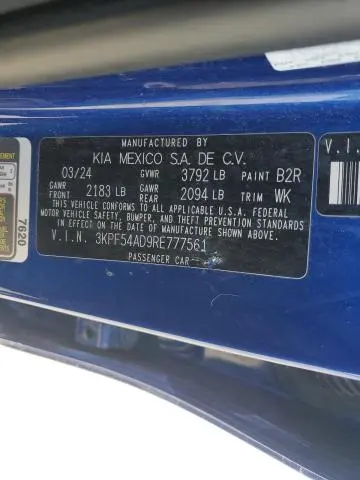 MANUFACTURED BY
KIA MEXICO S.A. DE C.V.
03/24 GVWR 3792 LB PAINT B2R
GAWR FRONT 2183 LB GAWR REAR 2094 LB TRIM WK
THIS VEHICLE CONFORMS TO ALL APPLICABLE U.S.A. FEDERAL
MOTOR VEHICLE SAFETY, BUMPER, AND THEFT PREVENTION STANDARDS
IN EFFECT ON THE DATE OF MANUFACTURE SHOWN ABOVE.
V.I.N. 3KPF54AD9RE777561
PASSENGER CAR
7620
V.I.